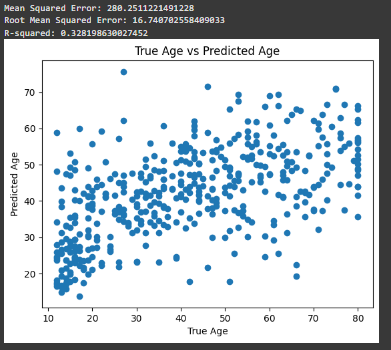 Mean Squared Error: 280.2511221491228
Root Mean Squared Error: 16.740702558409033
R-squared: 0.328198630027452
True Age vs Predicted Age
Predicted Age
70
60
50
40
30
20
10 20 30 40 50 60 70 80
True Age